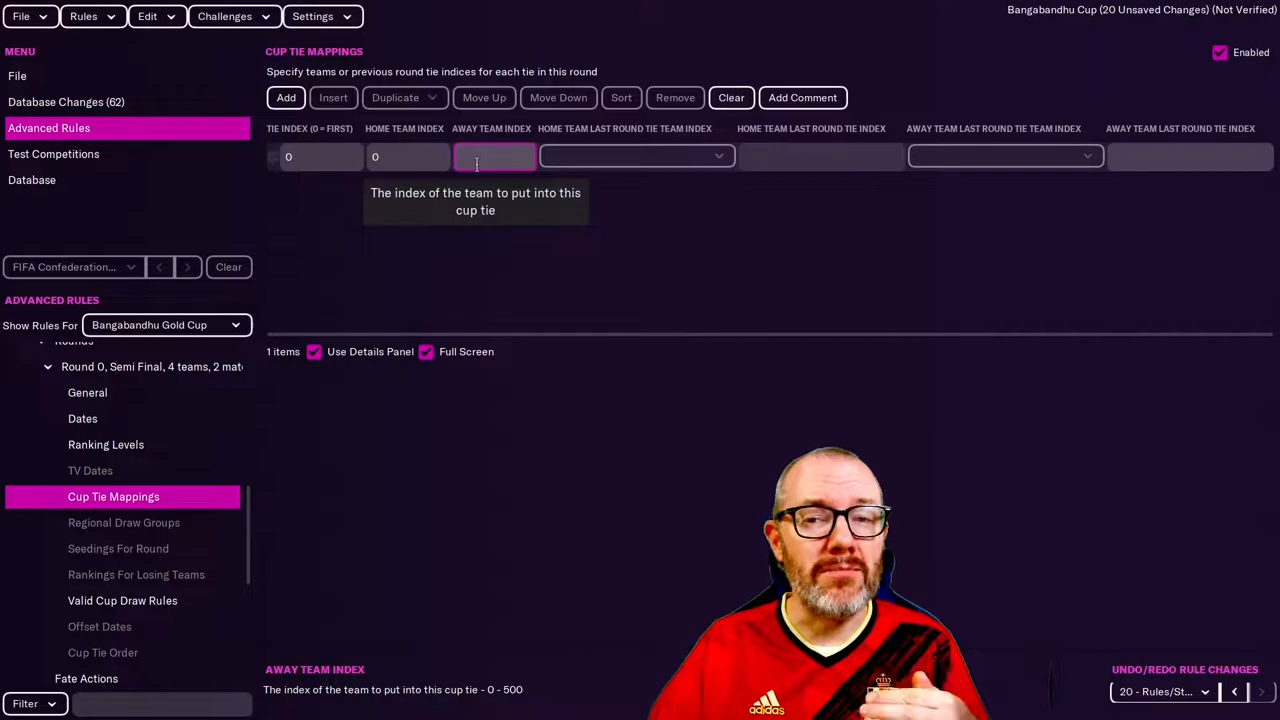 File Rules Edit Challenges Settings
Bangabandhu Cup (20 Unsaved Changes) (Not Verified)
MENU
File
Database Changes (62)
Advanced Rules
Test Competitions
Database
FIFA Confederation... < > Clear
ADVANCED RULES
Show Rules For Bangabandhu Gold Cup
Rounds
Round 0, Semi Final, 4 teams, 2 mat
General
Dates
Ranking Levels
TV Dates
Cup Tie Mappings
Regional Draw Groups
Seedings For Round
Rankings For Losing Teams
Valid Cup Draw Rules
Offset Dates
Cup Tie Order
Fate Actions
Filter
CUP TIE MAPPINGS
Enabled
Specify teams or previous round tie indices for each tie in this round
Add Insert Duplicate Move Up Move Down Sort Remove Clear Add Comment
TIE INDEX (0 = FIRST) HOME TEAM INDEX AWAY TEAM INDEX HOME TEAM LAST ROUND TIE TEAM INDEX HOME TEAM LAST ROUND TIE INDEX AWAY TEAM LAST ROUND TIE TEAM INDEX AWAY TEAM LAST ROUND TIE INDEX
0 0
The index of the team to put into this
cup tie
1 items Use Details Panel Full Screen
adidas
AWAY TEAM INDEX
The index of the team to put into this cup tie - 0 - 500
UNDO/REDO RULE CHANGES
20 - Rules/St... < >